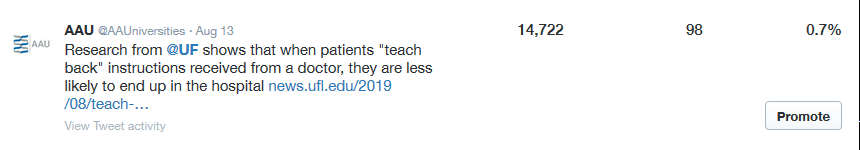 AAU
AAU @AAUniversities · Aug 13 14,722 98 0.7%
Research from @UF shows that when patients "teach
back" instructions received from a doctor, they are less
likely to end up in the hospital news.ufl.edu/2019
/08/teach-…
View Tweet activity
Promote